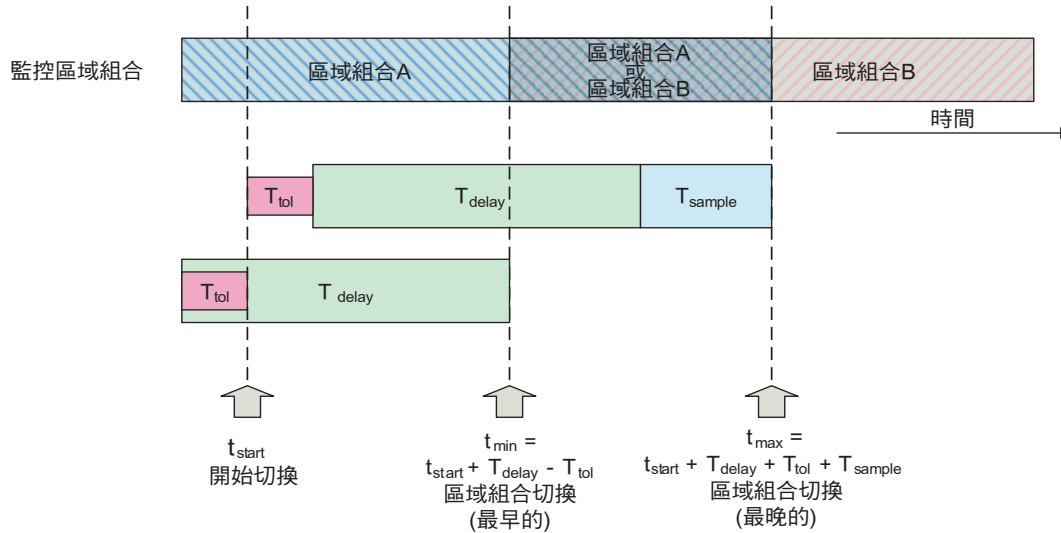 監控區域組合
區域組合A
區域組合A
或
區域組合B
區域組合B
時間
Ttol
Tdelay
Tsample
Ttol
T delay
tstart
開始切換
tmin =
tstart + Tdelay - Ttol
區域組合切換
(最早的)
tmax =
tstart + Tdelay + Ttol + Tsample
區域組合切換
(最晚的)